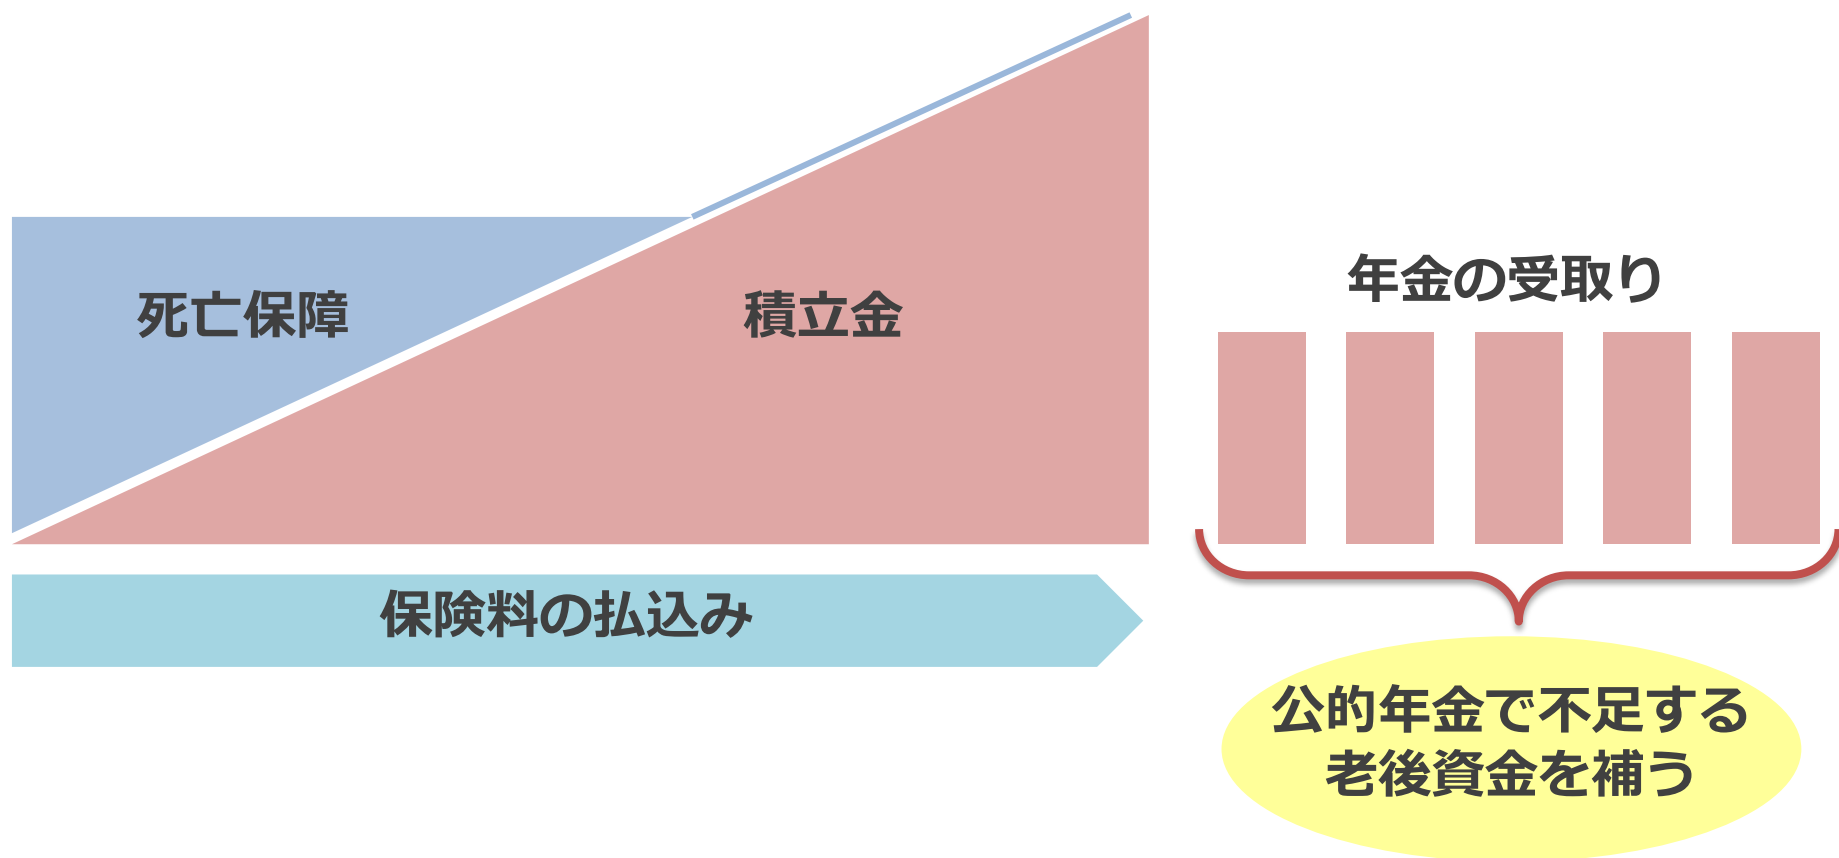 死亡保障
積立金
年金の受取り
保険料の払込み
公的年金で不足する
老後資金を補う